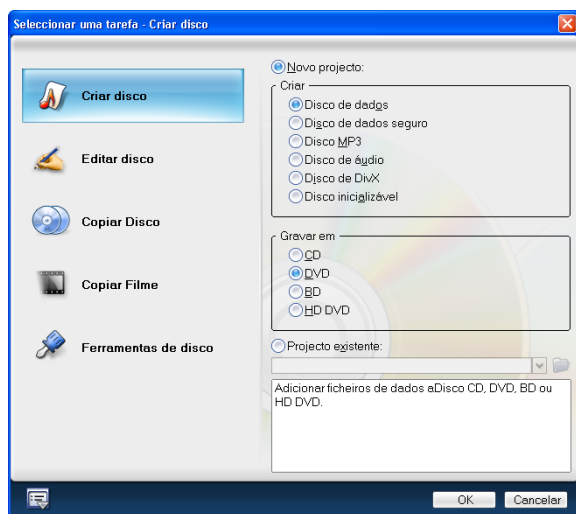 Seleccionar uma tarefa - Criar disco
Criar disco
Editar disco
Copiar Disco
Copiar Filme
Ferramentas de disco
Novo projecto:
Criar
Disco de dados
Disco de dados seguro
Disco MP3
Disco de áudio
Disco de DivX
Disco inicializável
Gravar em
CD
DVD
BD
HD DVD
Projecto existente:
Adicionar ficheiros de dados aDisco CD, DVD, BD ou
HD DVD.
OK
Cancelar